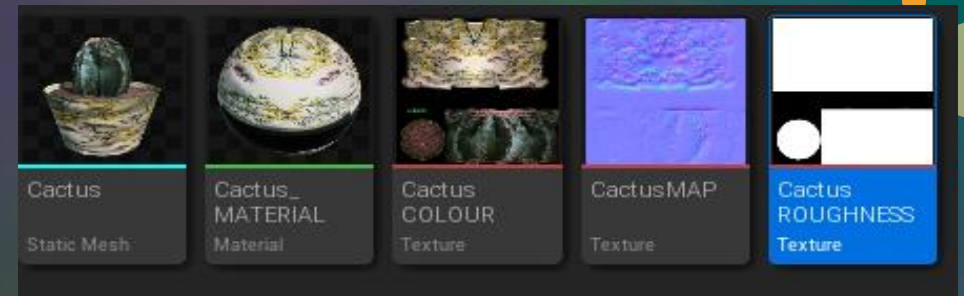 Cactus
Static Mesh
Cactus_
MATERIAL
Material
Cactus
COLOUR
Texture
CactusMAP
Texture
Cactus
ROUGHNESS
Texture